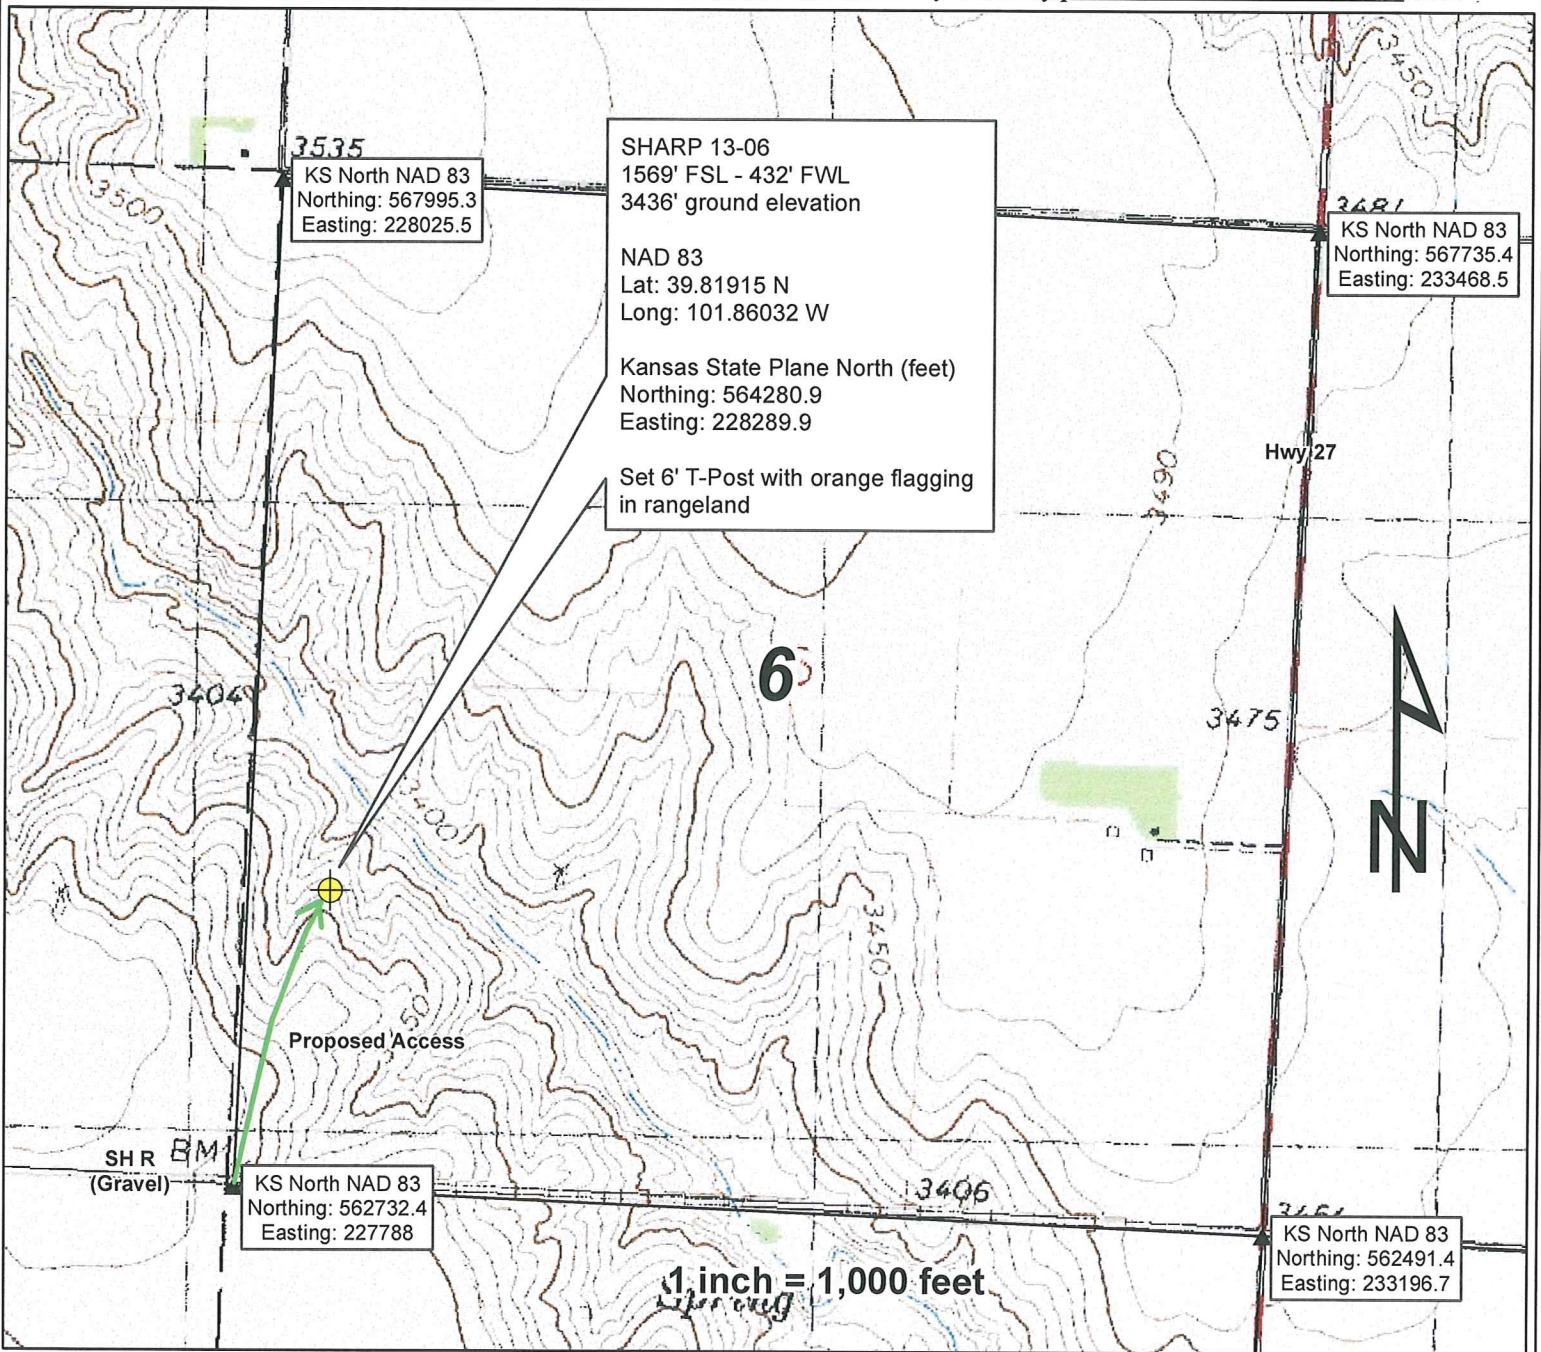 3450
3535
3500
KS North NAD 83
Northing: 567995.3
Easting: 228025.5
SHARP 13-06
1569' FSL - 432' FWL
3436' ground elevation
NAD 83
Lat: 39.81915 N
Long: 101.86032 W
Kansas State Plane North (feet)
Northing: 564280.9
Easting: 228289.9
Set 6' T-Post with orange flagging
in rangeland
3481
KS North NAD 83
Northing: 567735.4
Easting: 233468.5
Hwy 27
3490
6
3404
3475
3400
N
3450
50
Proposed Access
SH R
(Gravel)
BM
KS North NAD 83
Northing: 562732.4
Easting: 227788
3406
KS North NAD 83
Northing: 562491.4
Easting: 233196.7
1 inch = 1,000 feet
Spring